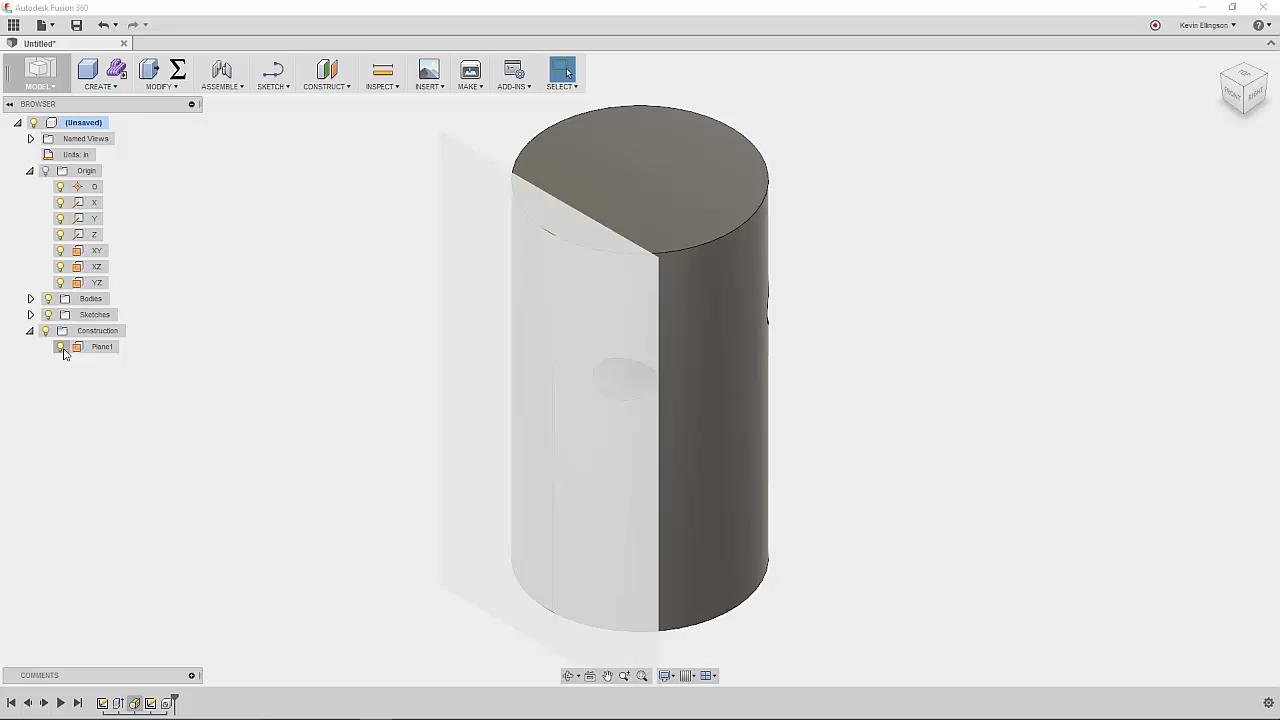 Autodesk Fusion 360
Kevin Ellingson
Untitled*
MODEL CREATE MODIFY ASSEMBLE SKETCH CONSTRUCT INSPECT INSERT MAKE ADD-INS SELECT
TOP
FRONT RIGHT
BROWSER
(Unsaved)
Named Views
Units: in
Origin
O
X
Y
Z
XY
XZ
YZ
Bodies
Sketches
Construction
Plane1
COMMENTS